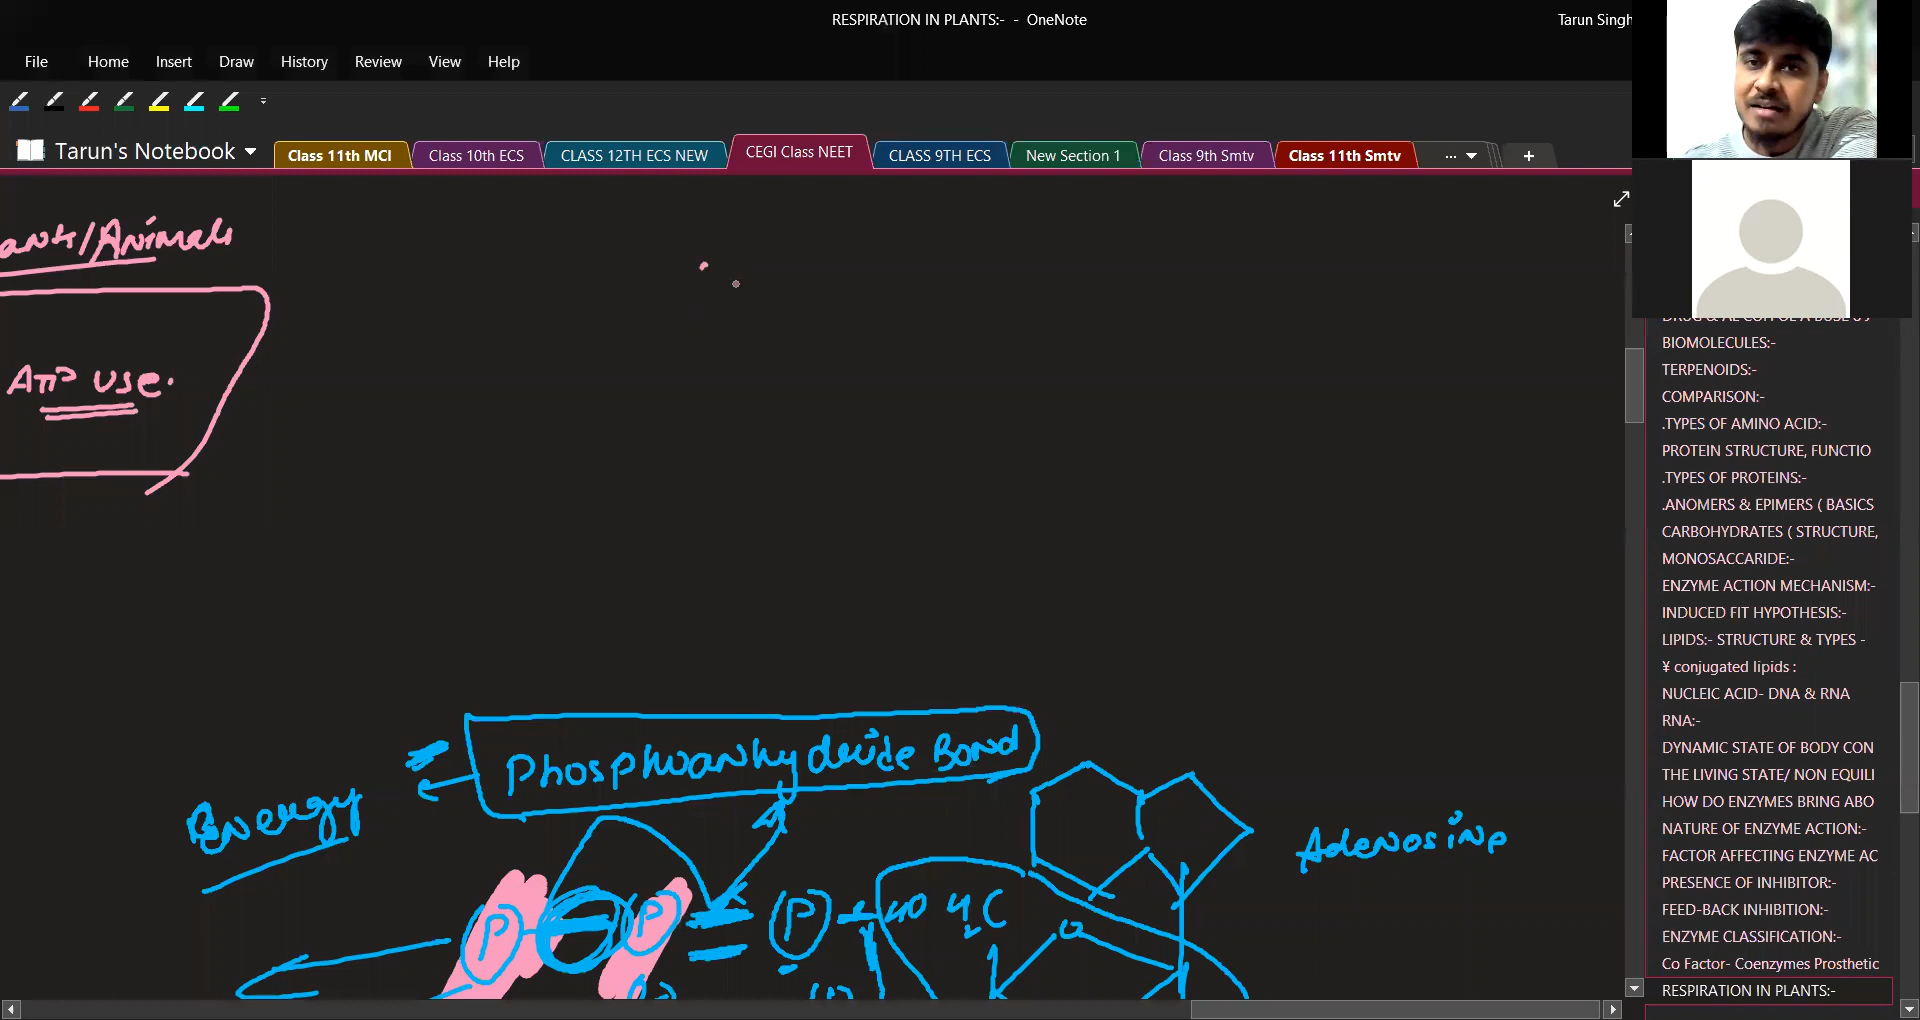 RESPIRATION IN PLANTS:- - OneNote
Tarun Singh
File Home Insert Draw History Review View Help
Tarun's Notebook
Class 11th MCI
Class 10th ECS
CLASS 12TH ECS NEW
CEGI Class NEET
CLASS 9TH ECS
New Section 1
Class 9th Smtv
Class 11th Smtv
...
+
ants/Animals
ATP use.
Phosphoanhydride Bond
Energy
Adenosine
P P P
BIOMOLECULES:-
TERPENOIDS:-
COMPARISON:-
.TYPES OF AMINO ACID:-
PROTEIN STRUCTURE, FUNCTIO
.TYPES OF PROTEINS:-
.ANOMERS & EPIMERS ( BASICS
CARBOHYDRATES ( STRUCTURE,
MONOSACCARIDE:-
ENZYME ACTION MECHANISM:-
INDUCED FIT HYPOTHESIS:-
LIPIDS:- STRUCTURE & TYPES -
¥ conjugated lipids :
NUCLEIC ACID- DNA & RNA
RNA:-
DYNAMIC STATE OF BODY CON
THE LIVING STATE/ NON EQUILI
HOW DO ENZYMES BRING ABO
NATURE OF ENZYME ACTION:-
FACTOR AFFECTING ENZYME AC
PRESENCE OF INHIBITOR:-
FEED-BACK INHIBITION:-
ENZYME CLASSIFICATION:-
Co Factor- Coenzymes Prosthetic
RESPIRATION IN PLANTS:-